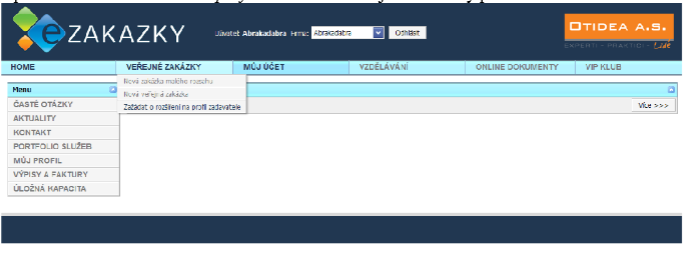 eZAKAZKY
Uživatel: Abrakadabra Firma: Abrakadabra Odhlásit
OTIDEA A.S.
EXPERTI - PRAKTICI - Lidé
HOME VEŘEJNÉ ZAKÁZKY MŮJ ÚČET VZDĚLÁVÁNÍ ONLINE DOKUMENTY VIP KLUB
Menu
Nová zakázka malého rozsahu
Nová veřejná zakázka
Zažádat o rozšíření na profil zadavatele
Více >>>
ČASTÉ OTÁZKY
AKTUALITY
KONTAKT
PORTFOLIO SLUŽEB
MŮJ PROFIL
VÝPISY A FAKTURY
ÚLOŽNÁ KAPACITA